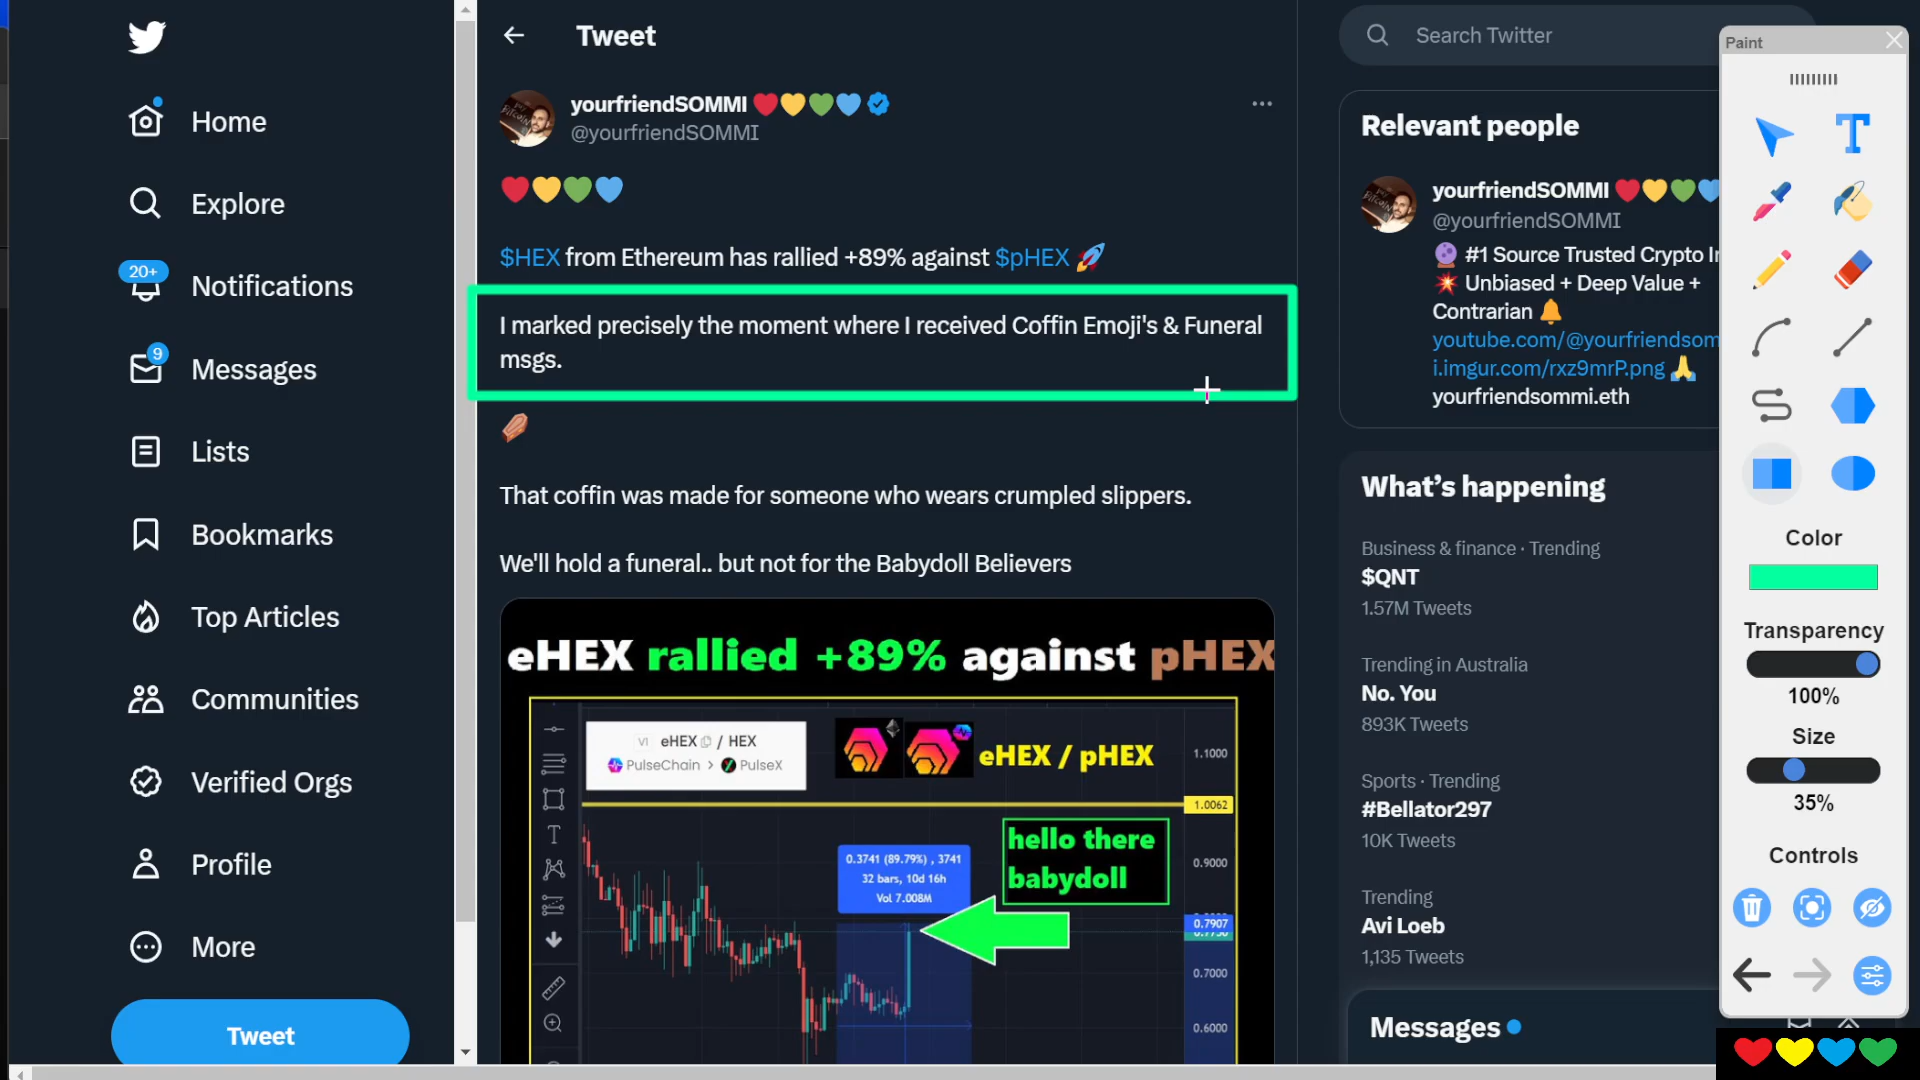 Home
Explore
20+
Notifications
9
Messages
Lists
Bookmarks
Top Articles
Communities
Verified Orgs
Profile
More
Tweet
Tweet
yourfriendSOMMI
@yourfriendSOMMI
$HEX from Ethereum has rallied +89% against $pHEX
I marked precisely the moment where I received Coffin Emoji's & Funeral
msgs.
That coffin was made for someone who wears crumpled slippers.
We'll hold a funeral.. but not for the Babydoll Believers
eHEX rallied +89% against pHEX
V1 eHEX / HEX
PulseChain > PulseX
eHEX / pHEX
1.1000
1.0062
hello there
babydoll
0.3741 (89.79%) , 3741
32 bars, 10d 16h
Vol 7.008M
0.9000
0.7907
0.7000
0.6000
Search Twitter
Relevant people
yourfriendSOMMI
@yourfriendSOMMI
#1 Source Trusted Crypto
Unbiased + Deep Value +
Contrarian
youtube.com/@yourfriendsom
i.imgur.com/rxz9mrP.png
yourfriendsommi.eth
What's happening
Business & finance · Trending
$QNT
1.57M Tweets
Trending in Australia
No. You
893K Tweets
Sports · Trending
#Bellator297
10K Tweets
Trending
Avi Loeb
1,135 Tweets
Messages
Paint
T
Color
Transparency
100%
Size
35%
Controls